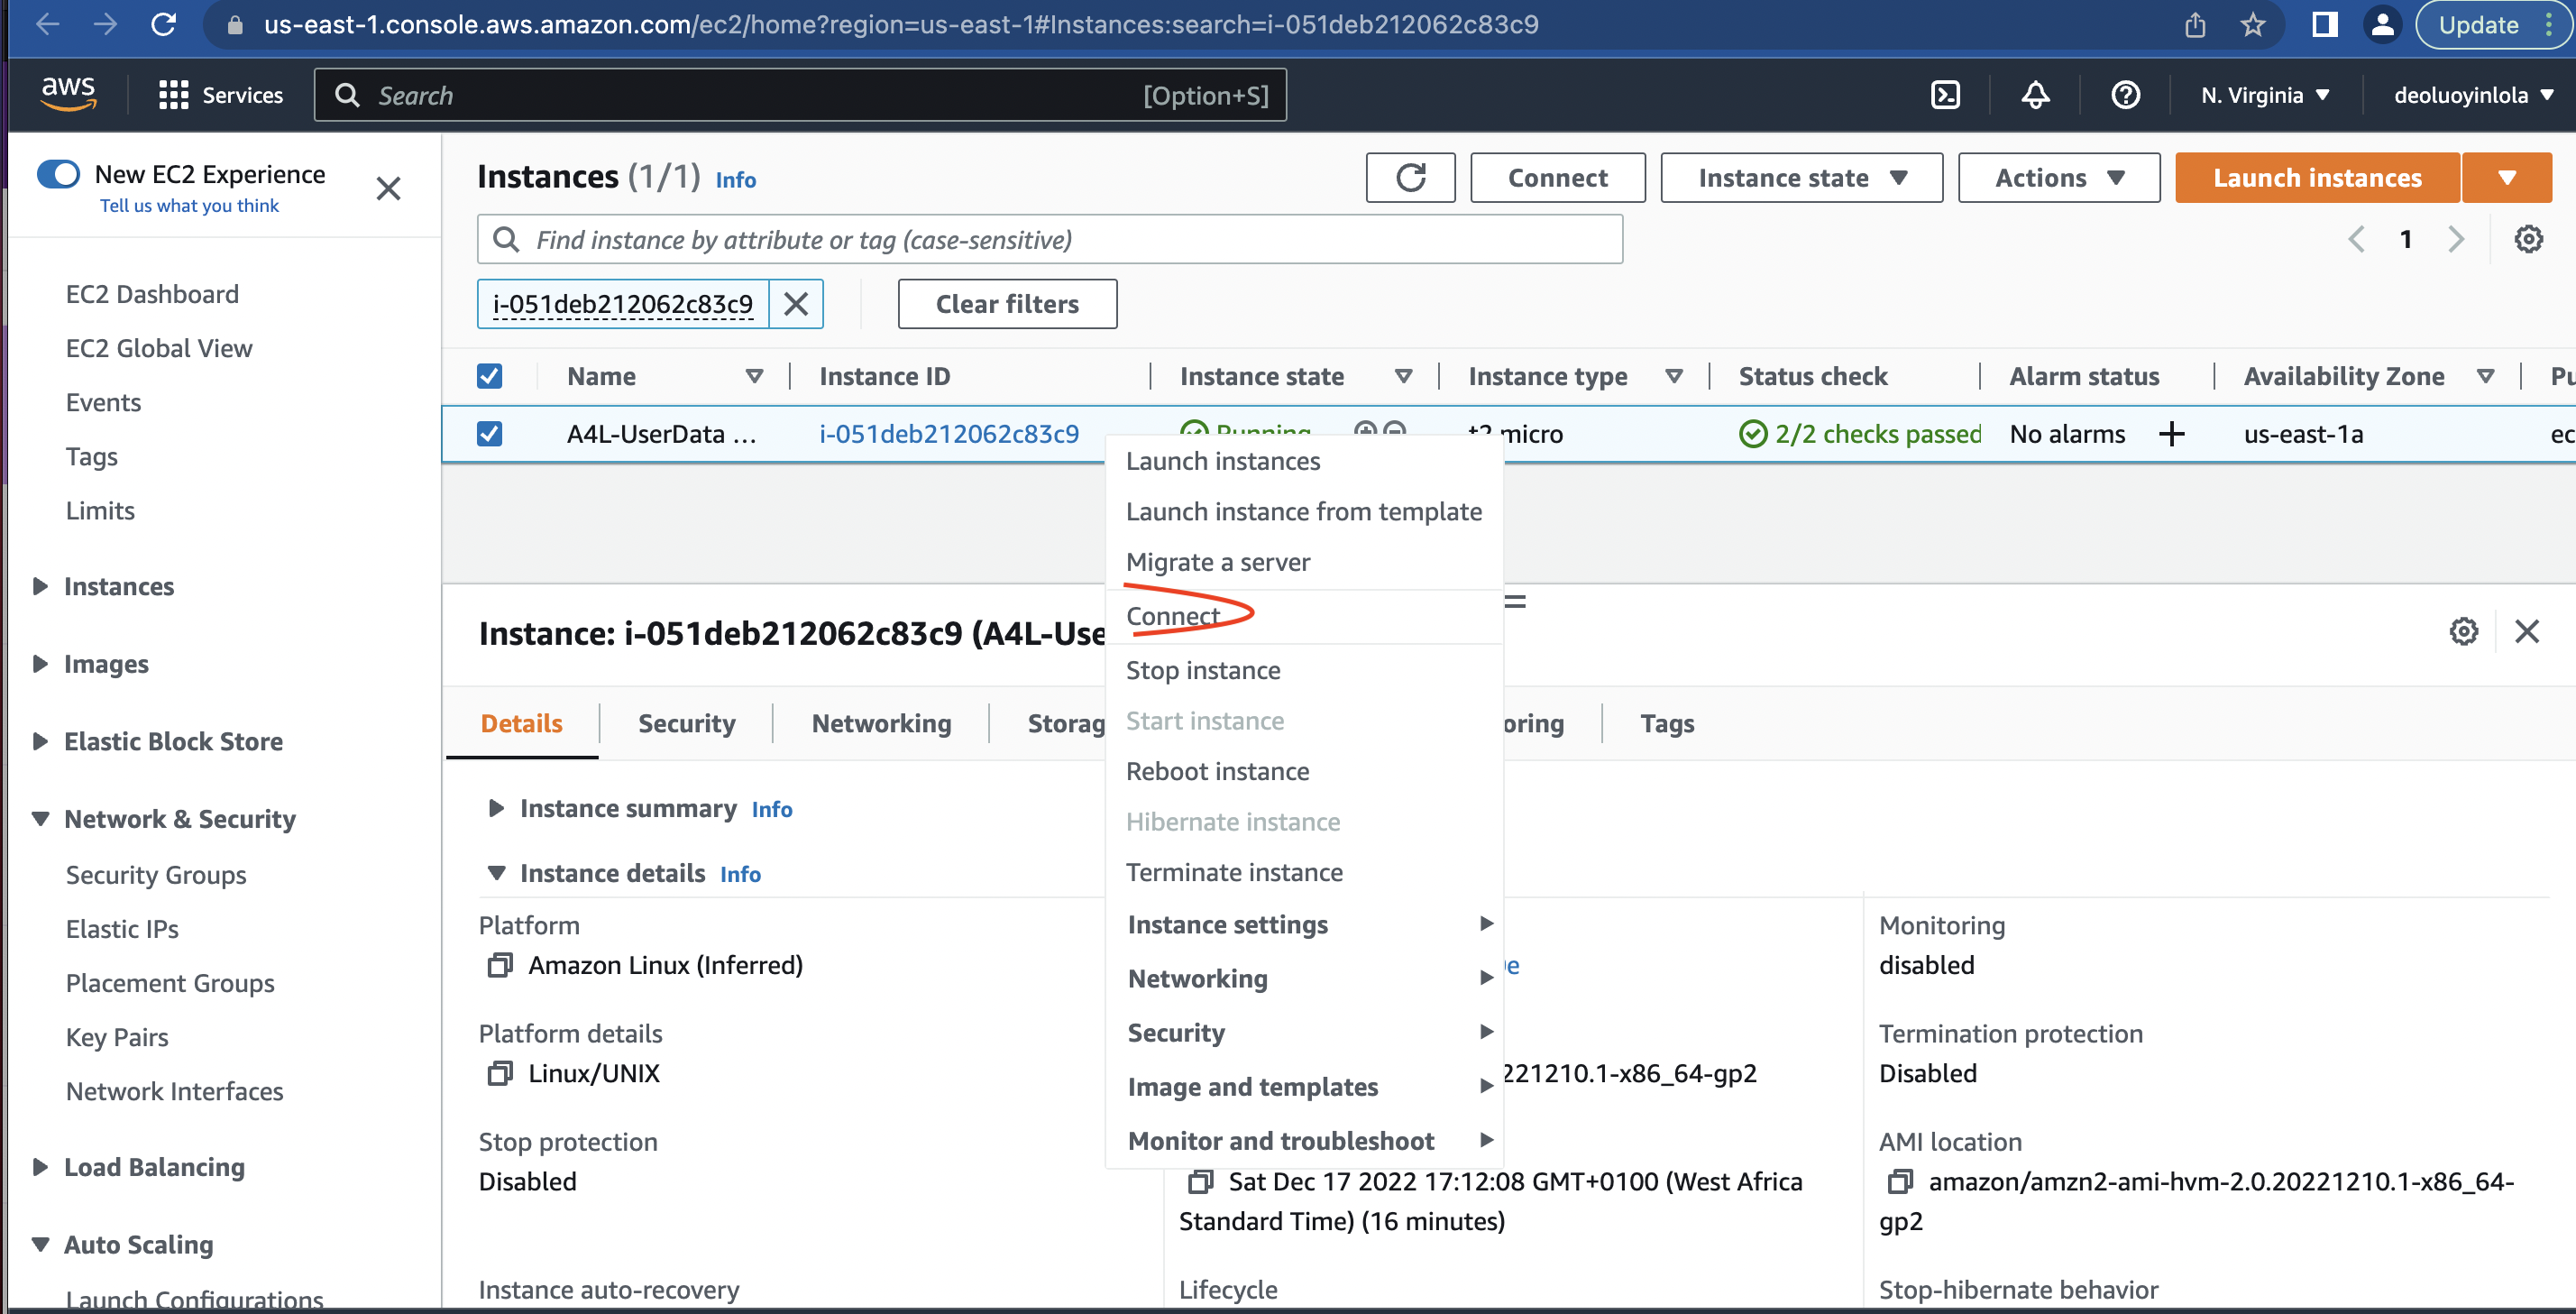 us-east-1.console.aws.amazon.com/ec2/home?region=us-east-1#Instances:search=i-051deb212062c83c9
Update
aws
Services
Search
[Option+S]
N. Virginia
deoluoyinlola
New EC2 Experience
Tell us what you think
EC2 Dashboard
EC2 Global View
Events
Tags
Limits
Instances
Images
Elastic Block Store
Network & Security
Security Groups
Elastic IPs
Placement Groups
Key Pairs
Network Interfaces
Load Balancing
Auto Scaling
Launch Configurations
Instances (1/1) Info
Connect
Instance state
Actions
Launch instances
Find instance by attribute or tag (case-sensitive)
1
i-051deb212062c83c9
Clear filters
Name
Instance ID
Instance state
Instance type
Status check
Alarm status
Availability Zone
Pu
A4L-UserData ...
i-051deb212062c83c9
Running
t2.micro
2/2 checks passed
No alarms
us-east-1a
ec
Launch instances
Launch instance from template
Migrate a server
Connect
Stop instance
Start instance
Reboot instance
Hibernate instance
Terminate instance
Instance settings
Networking
Security
Image and templates
Monitor and troubleshoot
Instance: i-051deb212062c83c9 (A4L-Use
Details
Security
Networking
Storag
oring
Tags
Instance summary Info
Instance details Info
Platform
Amazon Linux (Inferred)
Platform details
Linux/UNIX
Stop protection
Disabled
Instance auto-recovery
e
221210.1-x86_64-gp2
Sat Dec 17 2022 17:12:08 GMT+0100 (West Africa
Standard Time) (16 minutes)
Lifecycle
Monitoring
disabled
Termination protection
Disabled
AMI location
amazon/amzn2-ami-hvm-2.0.20221210.1-x86_64-
gp2
Stop-hibernate behavior